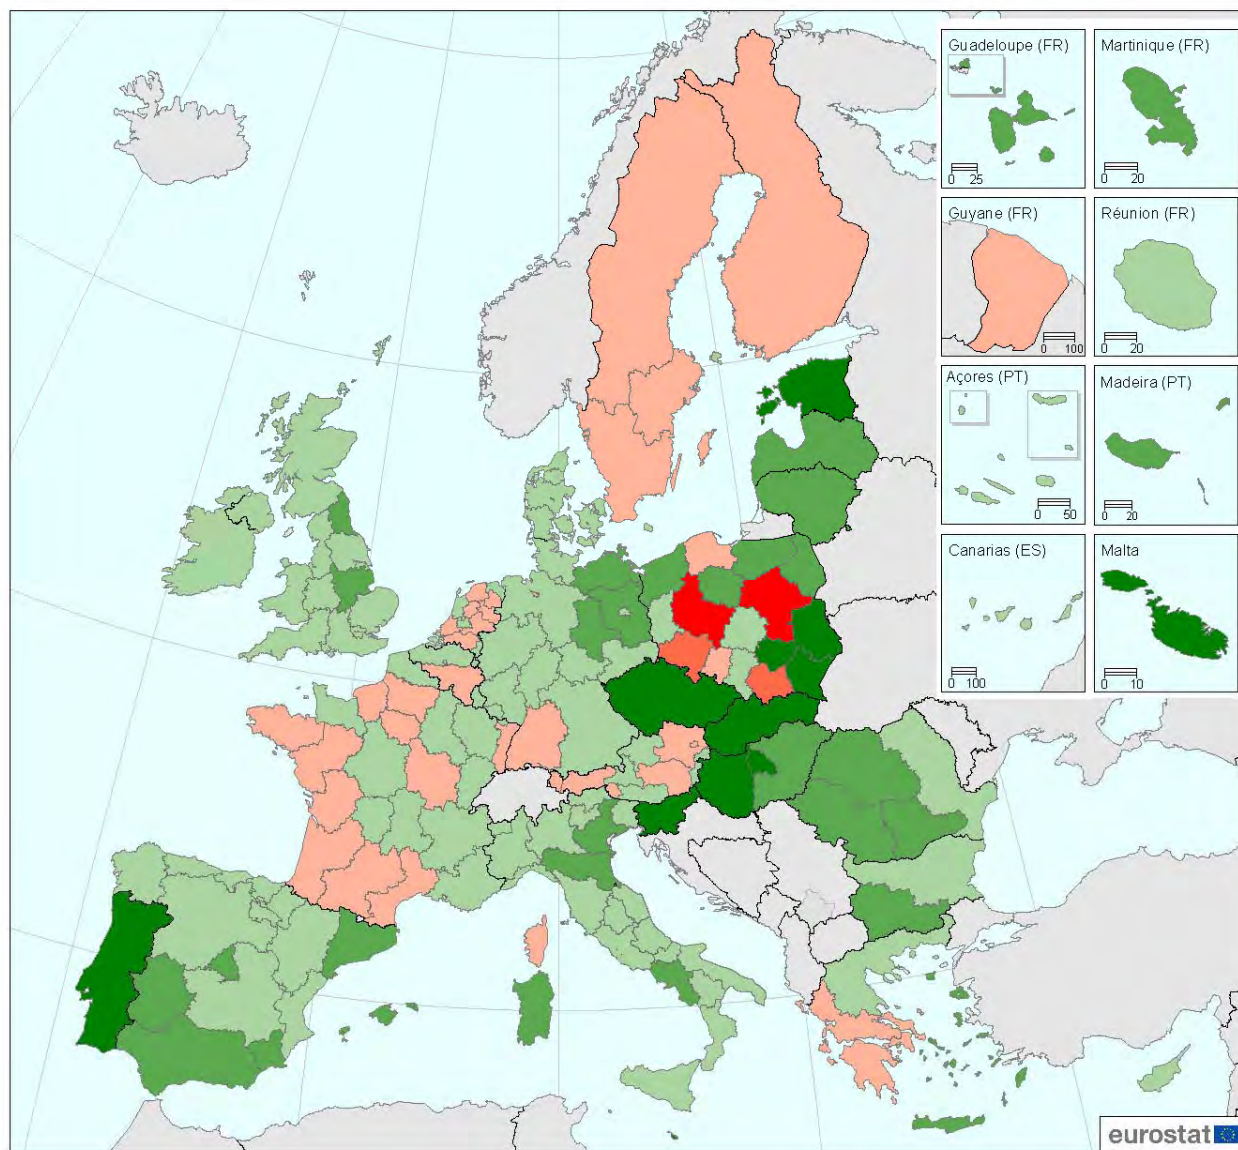 Guadeloupe (FR)
0 25
Martinique (FR)
0 20
Guyane (FR)
0 100
Réunion (FR)
0 20
Açores (PT)
0 50
Madeira (PT)
0 20
Canarias (ES)
0 100
Malta
0 10
eurostat